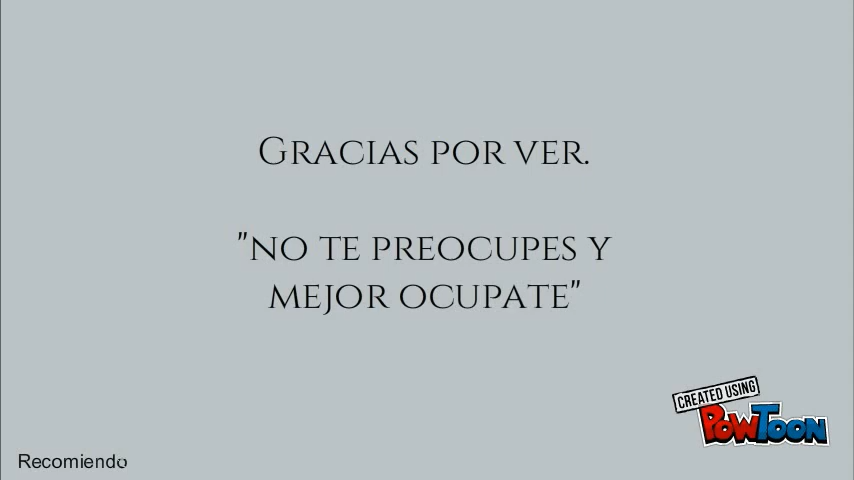 Gracias por ver.
"no te preocupes y
mejor ocupate"
CREATED USING
POWTOON
Recomiendo